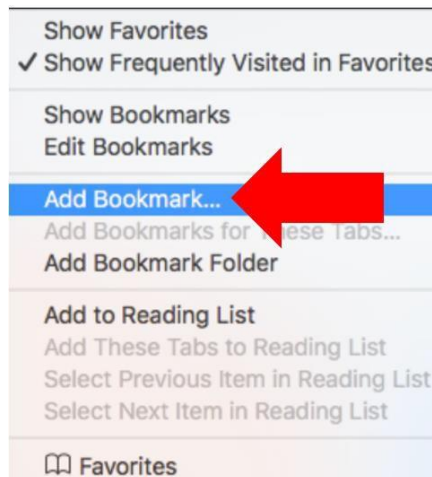 Show Favorites
✓ Show Frequently Visited in Favorites
Show Bookmarks
Edit Bookmarks
Add Bookmark...
Add Bookmarks for These Tabs...
Add Bookmark Folder
Add to Reading List
Add These Tabs to Reading List
Select Previous Item in Reading List
Select Next Item in Reading List
Favorites